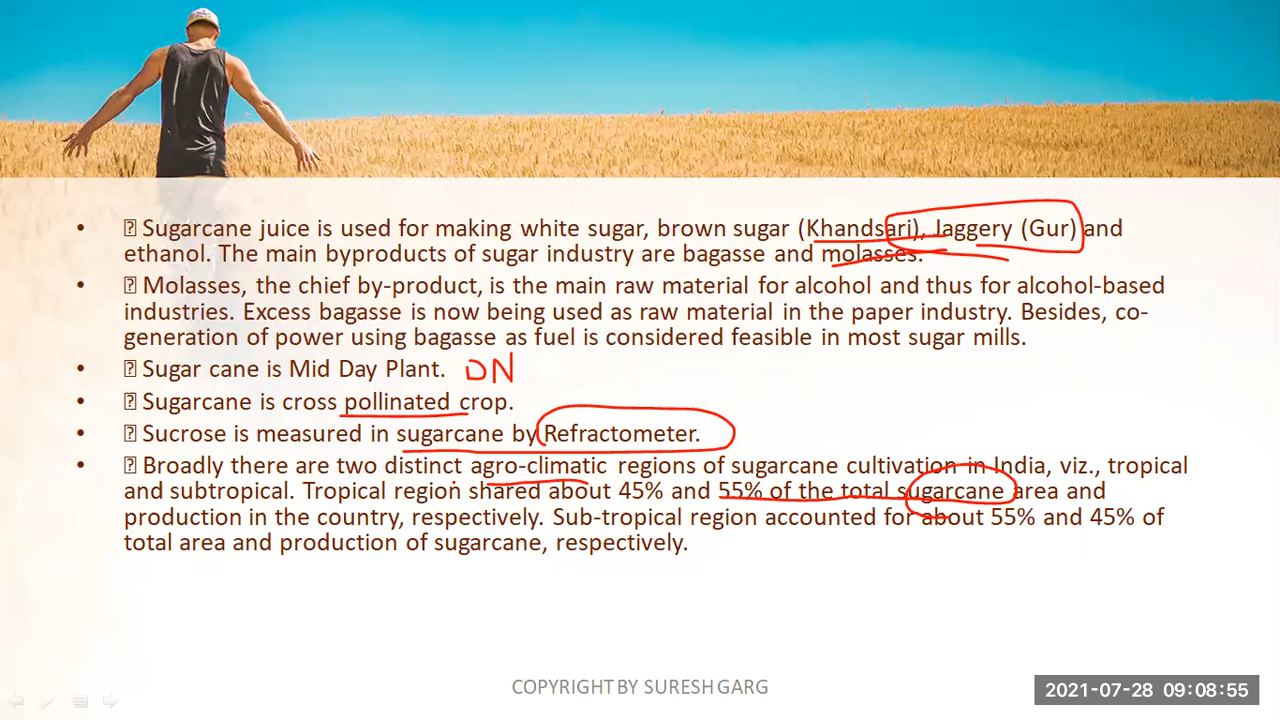 • Sugarcane juice is used for making white sugar, brown sugar (Khandsari), Jaggery (Gur) and
ethanol. The main byproducts of sugar industry are bagasse and molasses.
• Molasses, the chief by-product, is the main raw material for alcohol and thus for alcohol-based
industries. Excess bagasse is now being used as raw material in the paper industry. Besides, co-
generation of power using bagasse as fuel is considered feasible in most sugar mills.
• Sugar cane is Mid Day Plant. DN
• Sugarcane is cross pollinated crop.
• Sucrose is measured in sugarcane by Refractometer.
• Broadly there are two distinct agro-climatic regions of sugarcane cultivation in India, viz., tropical
and subtropical. Tropical region shared about 45% and 55% of the total sugarcane area and
production in the country, respectively. Sub-tropical region accounted for about 55% and 45% of
total area and production of sugarcane, respectively.
COPYRIGHT BY SURESH GARG
2021-07-28 09:08:55